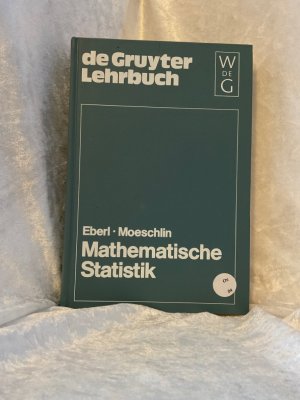 de Gruyter
Lehrbuch
W
DE
G
Eberl · Moeschlin
Mathematische
Statistik